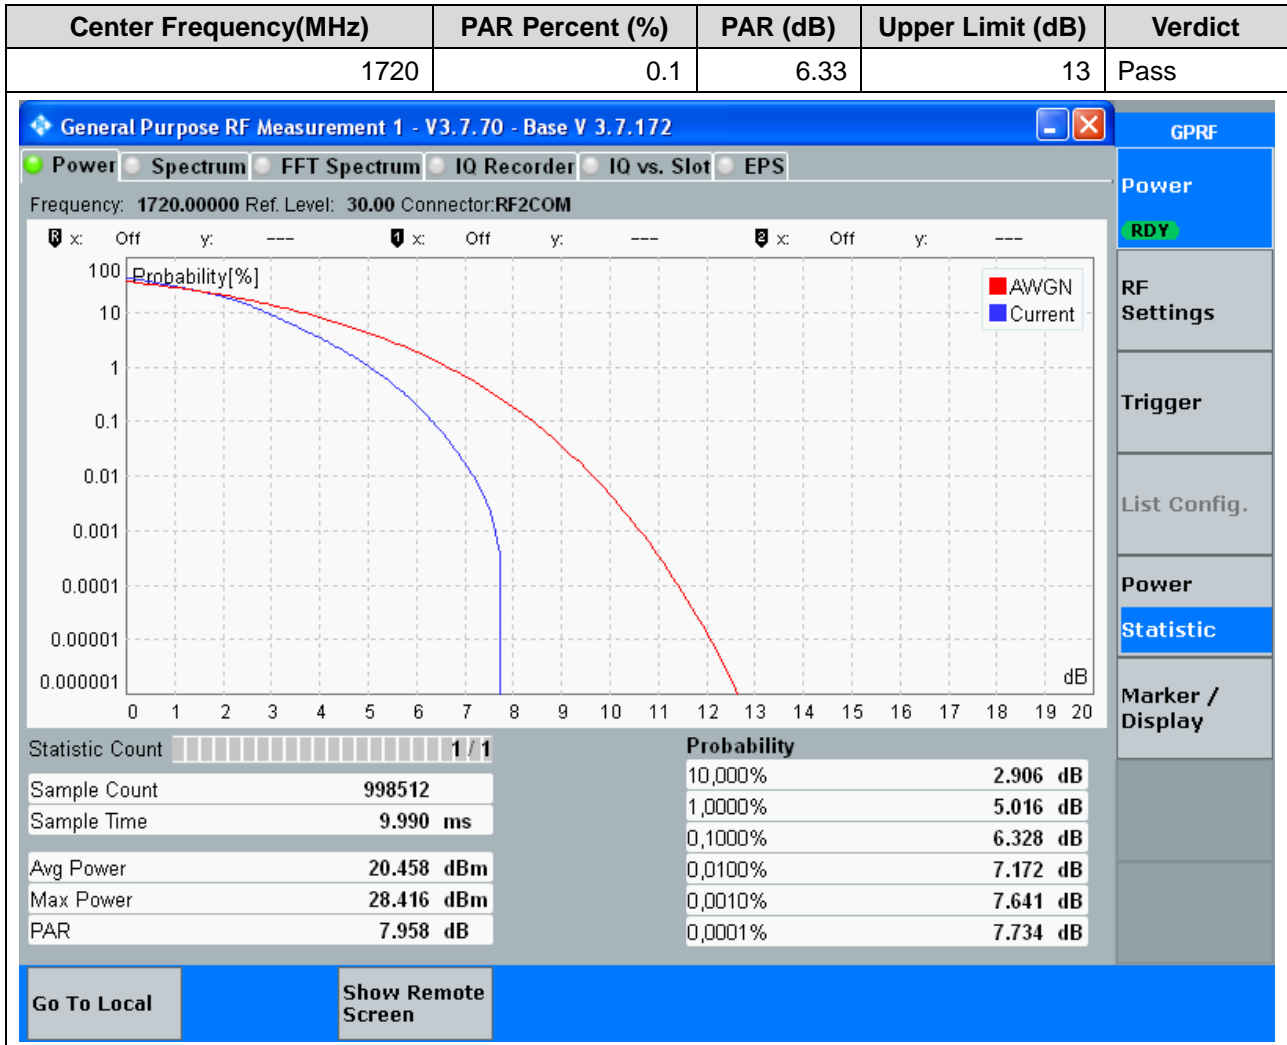 Center Frequency(MHz) PAR Percent (%) PAR (dB) Upper Limit (dB) Verdict
1720 0.1 6.33 13 Pass
General Purpose RF Measurement 1 - V3.7.70 - Base V 3.7.172
GPRF
Power Spectrum FFT Spectrum IQ Recorder IQ vs. Slot EPS
Frequency: 1720.00000 Ref. Level: 30.00 Connector:RF2COM
R x: Off y: --- 1 x: Off y: --- 2 x: Off y: ---
Probability[%]
AWGN
Current
100
10
1
0.1
0.01
0.001
0.0001
0.00001
0.000001
dB
0 1 2 3 4 5 6 7 8 9 10 11 12 13 14 15 16 17 18 19 20
Statistic Count 1 / 1
Sample Count 998512
Sample Time 9.990 ms
Avg Power 20.458 dBm
Max Power 28.416 dBm
PAR 7.958 dB
Probability
10,000% 2.906 dB
1,0000% 5.016 dB
0,1000% 6.328 dB
0,0100% 7.172 dB
0,0010% 7.641 dB
0,0001% 7.734 dB
Power
RDY
RF
Settings
Trigger
List Config.
Power
Statistic
Marker /
Display
Go To Local
Show Remote
Screen